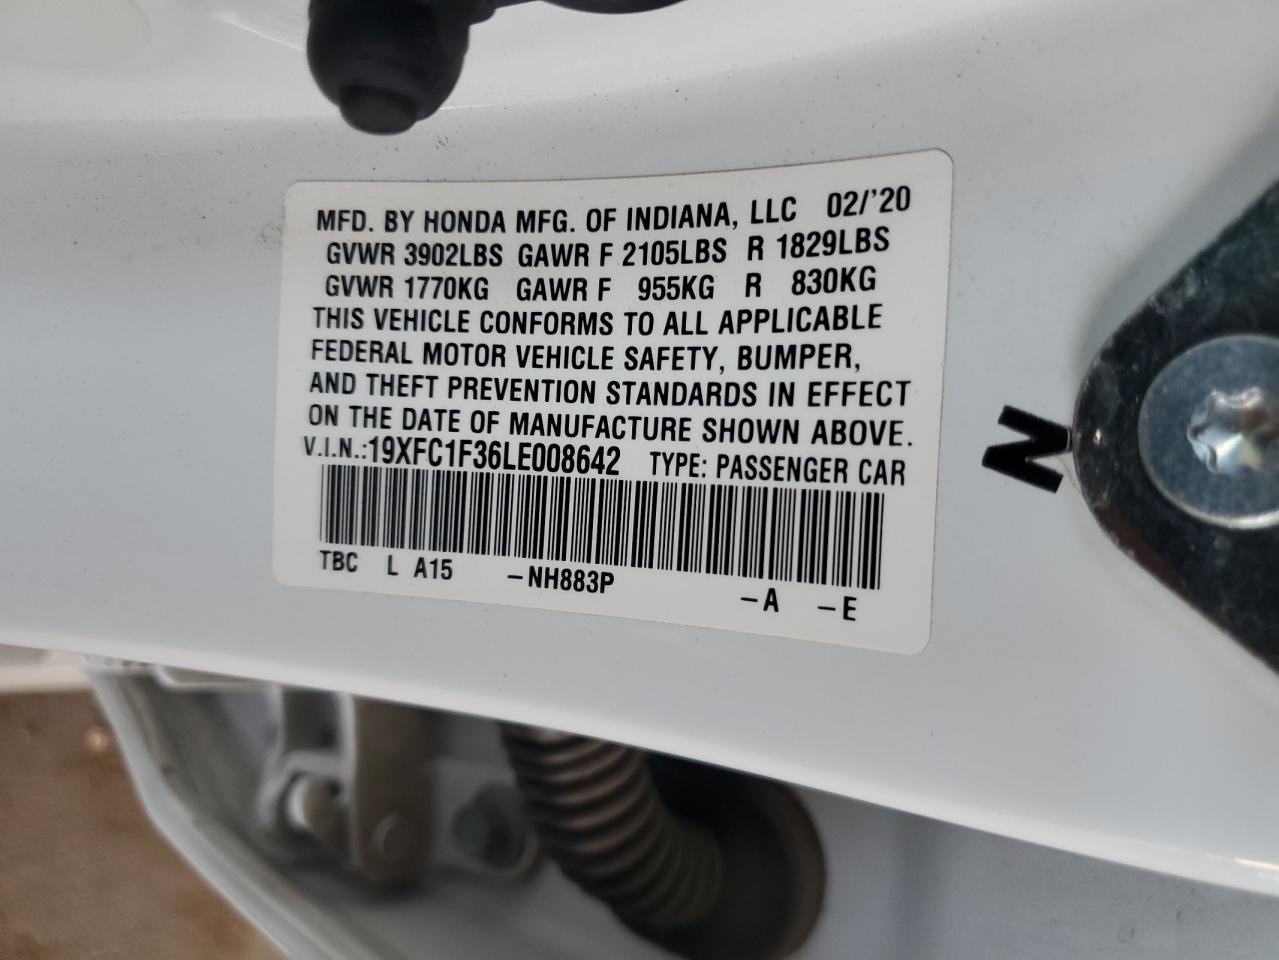 MFD. BY HONDA MFG. OF INDIANA, LLC 02/'20
GVWR 3902LBS GAWR F 2105LBS R 1829LBS
GVWR 1770KG GAWR F 955KG R 830KG
THIS VEHICLE CONFORMS TO ALL APPLICABLE
FEDERAL MOTOR VEHICLE SAFETY, BUMPER,
AND THEFT PREVENTION STANDARDS IN EFFECT
ON THE DATE OF MANUFACTURE SHOWN ABOVE.
V.I.N.:19XFC1F36LE008642 TYPE: PASSENGER CAR
TBC L A15 -NH883P -A -E
N